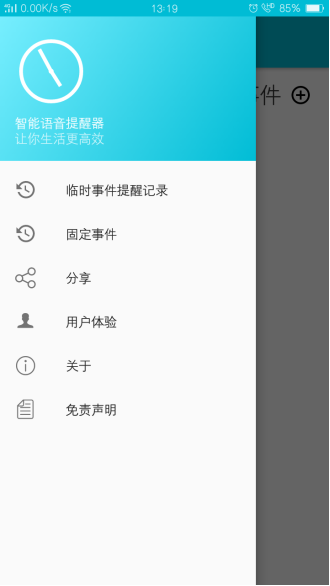 0.00K/s 13:19 85%
智能语音提醒器
让你生活更高效
件
临时事件提醒记录
固定事件
分享
用户体验
关于
免责声明